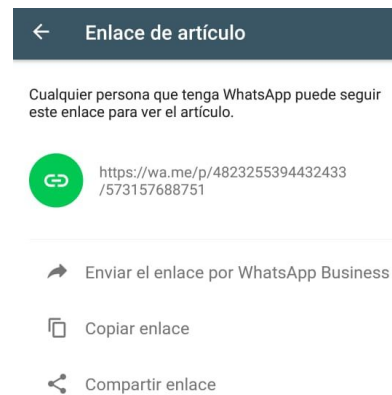 Enlace de artículo
Cualquier persona que tenga WhatsApp puede seguir
este enlace para ver el artículo.
https://wa.me/p/4823255394432433
/573157688751
Enviar el enlace por WhatsApp Business
Copiar enlace
Compartir enlace